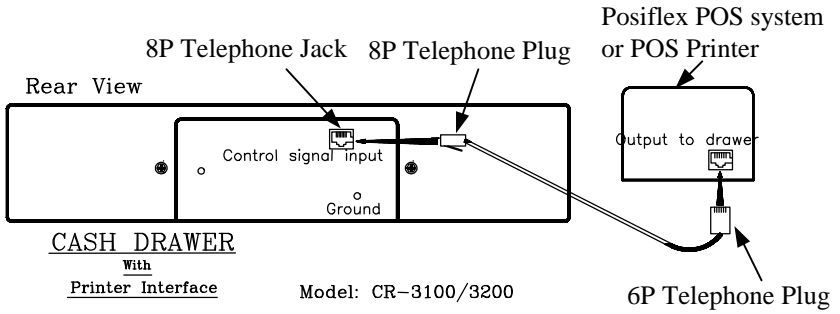 Posiflex POS system
or POS Printer
8P Telephone Jack
8P Telephone Plug
Rear View
Output to drawer
Control signal input
Ground
CASH DRAWER
With
Printer Interface
Model: CR-3100/3200
6P Telephone Plug